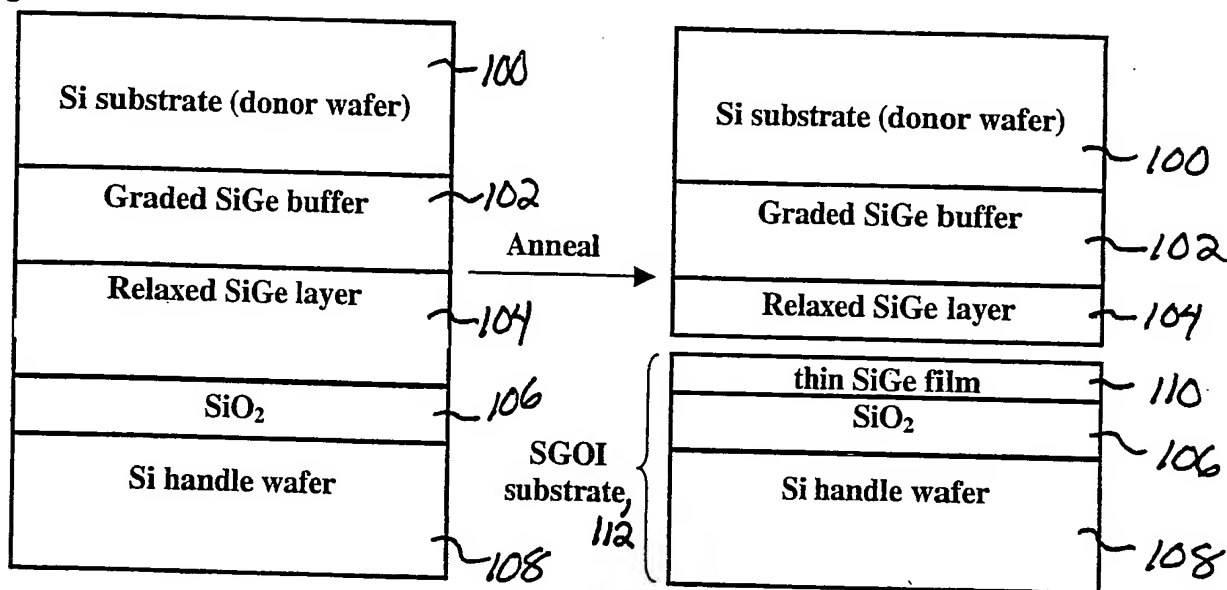 Si substrate (donor wafer)
100
Graded SiGe buffer
102
Relaxed SiGe layer
104
SiO₂
106
Si handle wafer
108
Anneal
Si substrate (donor wafer)
100
Graded SiGe buffer
102
Relaxed SiGe layer
104
thin SiGe film
110
SiO₂
106
Si handle wafer
108
SGOI
substrate,
112